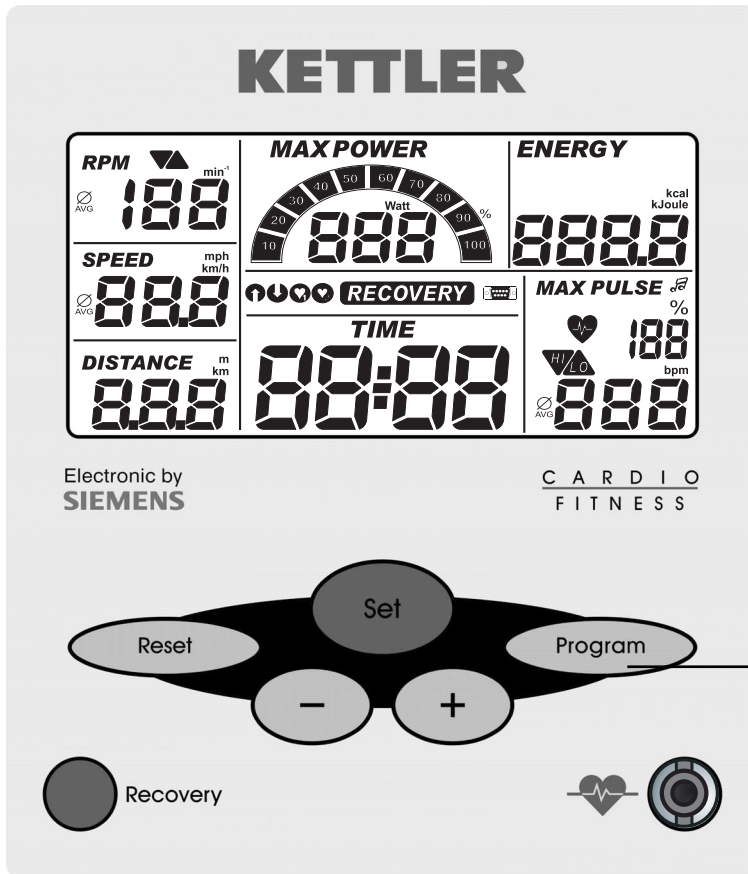 KETTLER
RPM
min-1
Ø AVG
188
SPEED
mph
km/h
Ø AVG
88.8
DISTANCE
m
km
8.8.8
MAX POWER
10 20 30 40 50 60 70 80 90 100
%
Watt
888
RECOVERY
TIME
88:88
ENERGY
kcal
kJoule
888.8
MAX PULSE
%
188
HI
LO
bpm
Ø AVG
888
Electronic by
SIEMENS
CARDIO
FITNESS
Set
Reset
Program
− +
Recovery